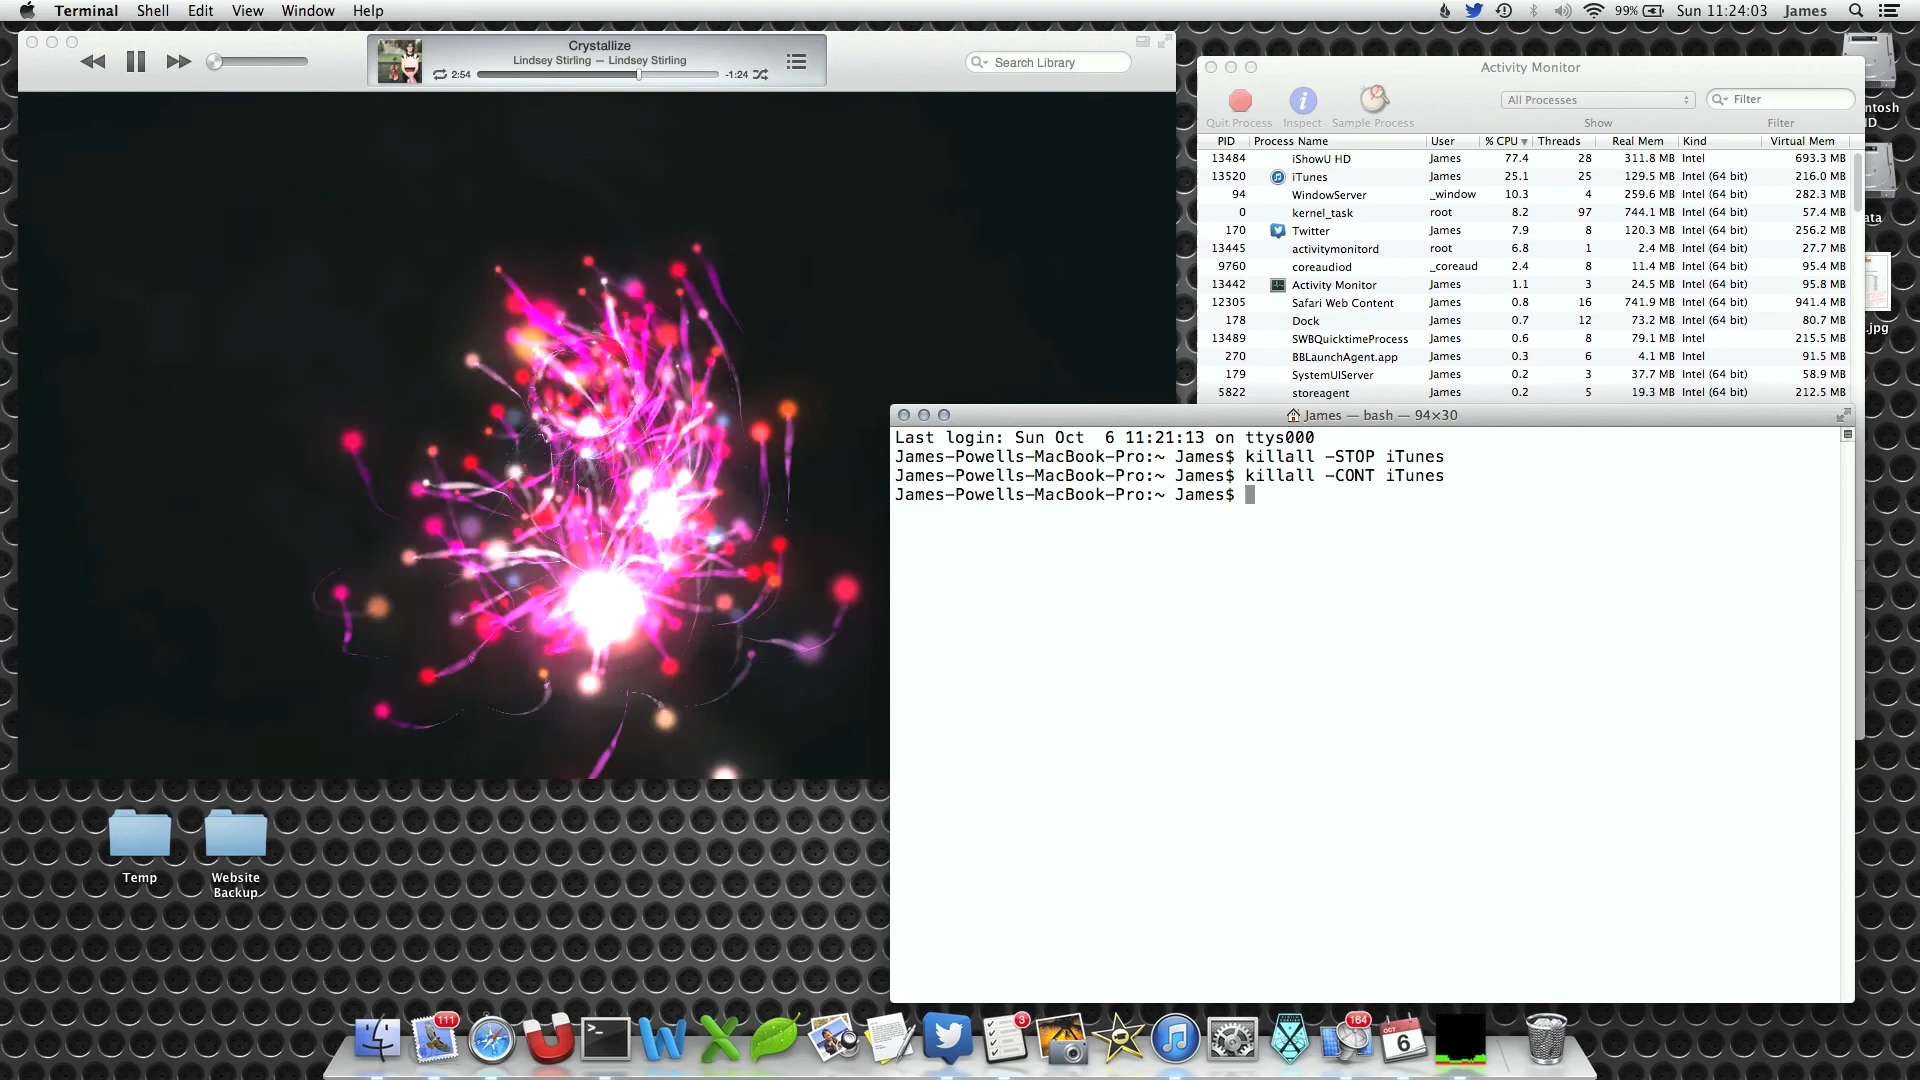 Terminal Shell Edit View Window Help
99% Sun 11:24:03 James
Crystallize
Lindsey Stirling — Lindsey Stirling
2:54 -1:24
Search Library
Activity Monitor
All Processes Filter
Quit Process Inspect Sample Process Show Filter
PID Process Name User % CPU Threads Real Mem Kind Virtual Mem
13484 iShowU HD James 77.4 28 311.8 MB Intel 693.3 MB
13520 iTunes James 25.1 25 129.5 MB Intel (64 bit) 216.0 MB
94 WindowServer _window 10.3 4 259.6 MB Intel (64 bit) 282.3 MB
0 kernel_task root 8.2 97 744.1 MB Intel (64 bit) 57.4 MB
170 Twitter James 7.9 8 120.3 MB Intel (64 bit) 256.2 MB
13445 activitymonitord root 6.8 1 2.4 MB Intel (64 bit) 27.7 MB
9760 coreaudiod _coreaud 2.4 8 11.4 MB Intel (64 bit) 95.4 MB
13442 Activity Monitor James 1.1 3 24.5 MB Intel (64 bit) 95.8 MB
12305 Safari Web Content James 0.8 16 741.9 MB Intel (64 bit) 941.4 MB
178 Dock James 0.7 12 73.2 MB Intel (64 bit) 80.7 MB
13489 SWBQuicktimeProcess James 0.6 8 79.1 MB Intel (64 bit) 215.5 MB
270 BBLaunchAgent.app James 0.3 6 4.1 MB Intel 91.5 MB
179 SystemUIServer James 0.2 3 37.7 MB Intel (64 bit) 58.9 MB
5822 storeagent James 0.2 5 19.3 MB Intel (64 bit) 212.5 MB
ntosh
D
ata
.jpg
James — bash — 94×30
Last login: Sun Oct  6 11:21:13 on ttys000
James-Powells-MacBook-Pro:~ James$ killall -STOP iTunes
James-Powells-MacBook-Pro:~ James$ killall -CONT iTunes
James-Powells-MacBook-Pro:~ James$
Temp
Website
Backup
111
3
164
OCT
6